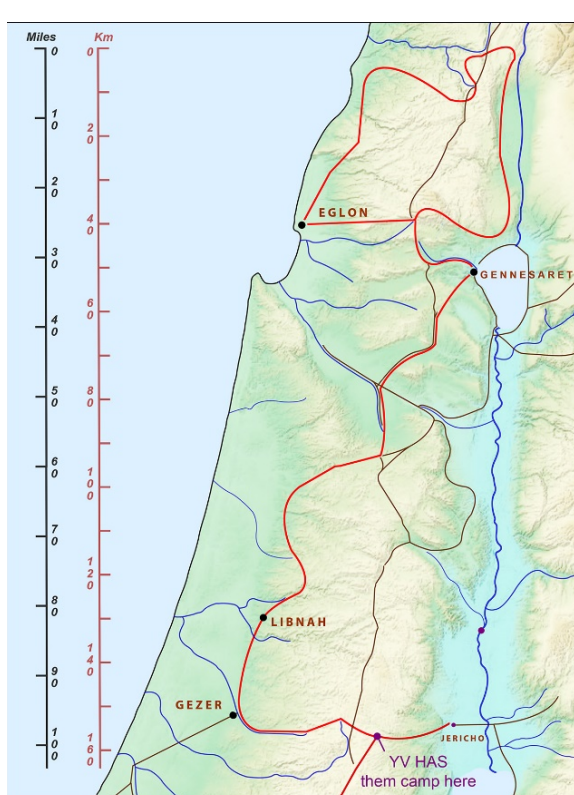 Miles
Km
0
0
10
20
20
40
30
60
40
50
80
60
100
70
120
80
140
90
100
160
EGLON
GENNESARET
LIBNAH
GEZER
JERICHO
YV HAS
them camp here